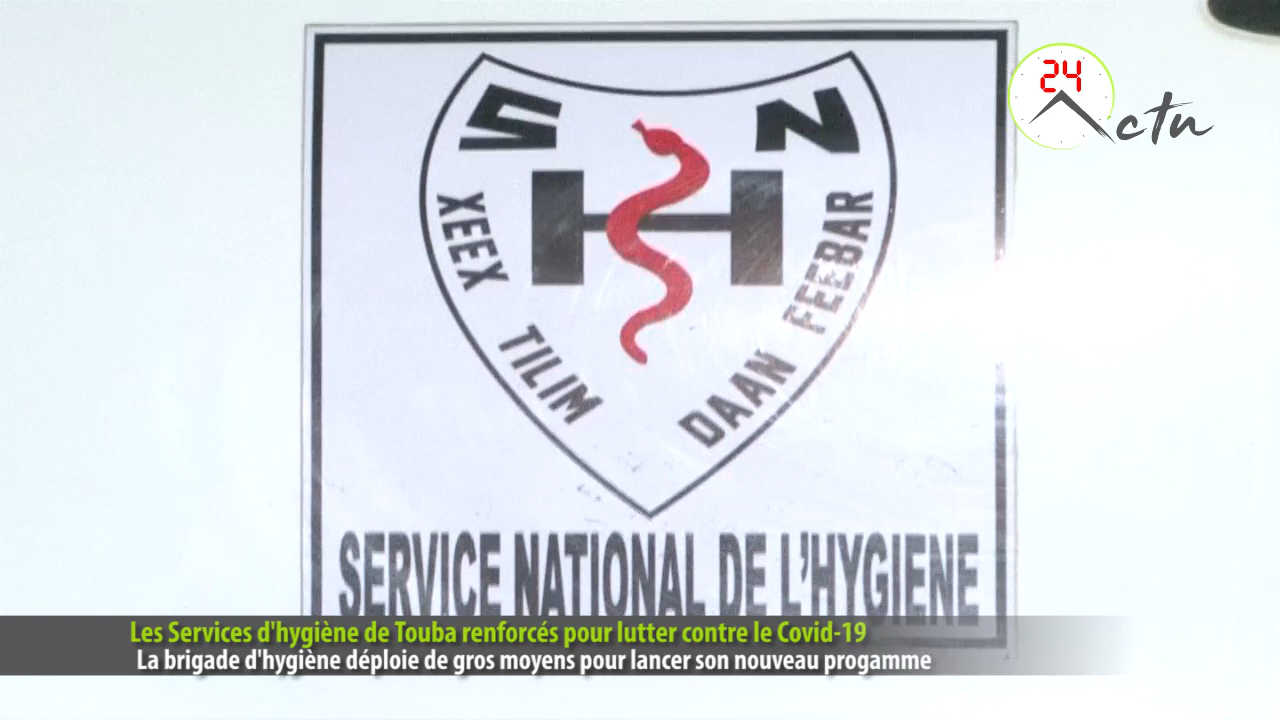 24
Actu
S N
H
XEEX TILIM
DAAN FEEBAR
SERVICE NATIONAL DE L'HYGIENE
Les Services d'hygiène de Touba renforcés pour lutter contre le Covid-19
La brigade d'hygiène déploie de gros moyens pour lancer son nouveau progamme